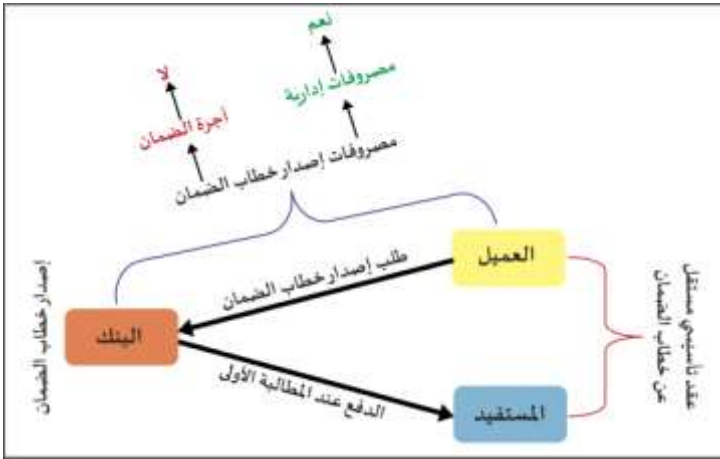 نعم
لا
مصروفات إدارية
أجرة الضمان
مصروفات إصدار خطاب الضمان
العميل
طلب إصدار خطاب الضمان
البنك
الدفع عند المطالبة الأولى
المستفيد
عقد تأسيسي مستقل
عن خطاب الضمان
إصدار خطاب الضمان